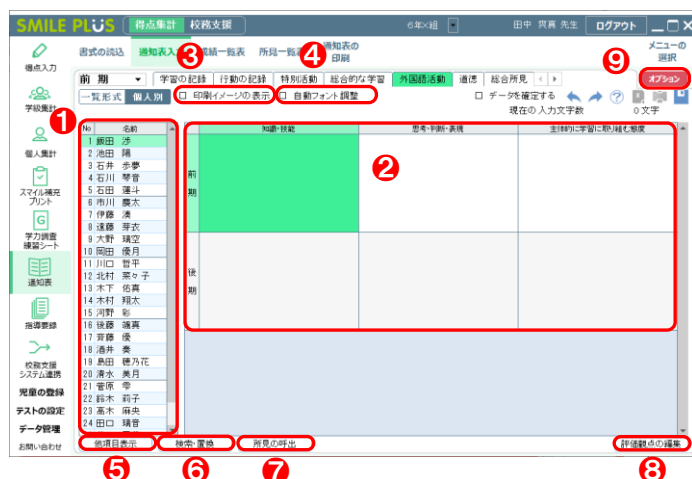 SMILE PLUS 得点集計 校務支援 6年×組 田中 爽真 先生 ログアウト
得点入力
書式の読込 通知表入 成績一覧表 所見一覧 通知表の印刷 メニューの選択
❸ ❹ ❾
前 期 学習の記録 行動の記録 特別活動 総合的な学習 外国語活動 道徳 総合所見 オプション
学級集計
一覧形式 個人別 印刷イメージの表示 自動フォント調整 データを確定する
現在の入力文字数 0文字
❶ ❷
No 名前
知識・技能 思考・判断・表現 主体的に学習に取り組む態度
前期
後期
1 飯田 渉
2 池田 陽
3 石井 歩夢
4 石川 琴音
5 石田 蓮斗
6 市川 慶太
7 伊藤 湊
8 遠藤 芽衣
9 大野 璃空
10 岡田 優月
11 川口 哲平
12 北村 菜々子
13 木下 佑真
14 木村 翔太
15 河野 彩
16 後藤 颯真
17 斉藤 優
18 酒井 奏
19 島田 穂乃花
20 清水 美月
21 菅原 雫
22 鈴木 莉子
23 高木 麻央
24 田口 晴音
個人集計
スマイル補充
プリント
学力調査
練習シート
通知表
指導要録
校務支援
システム連携
児童の登録
テストの設定
データ管理
お問い合わせ
他項目表示 検索・置換 所見の呼出 評価観点の編集
❺ ❻ ❼ ❽